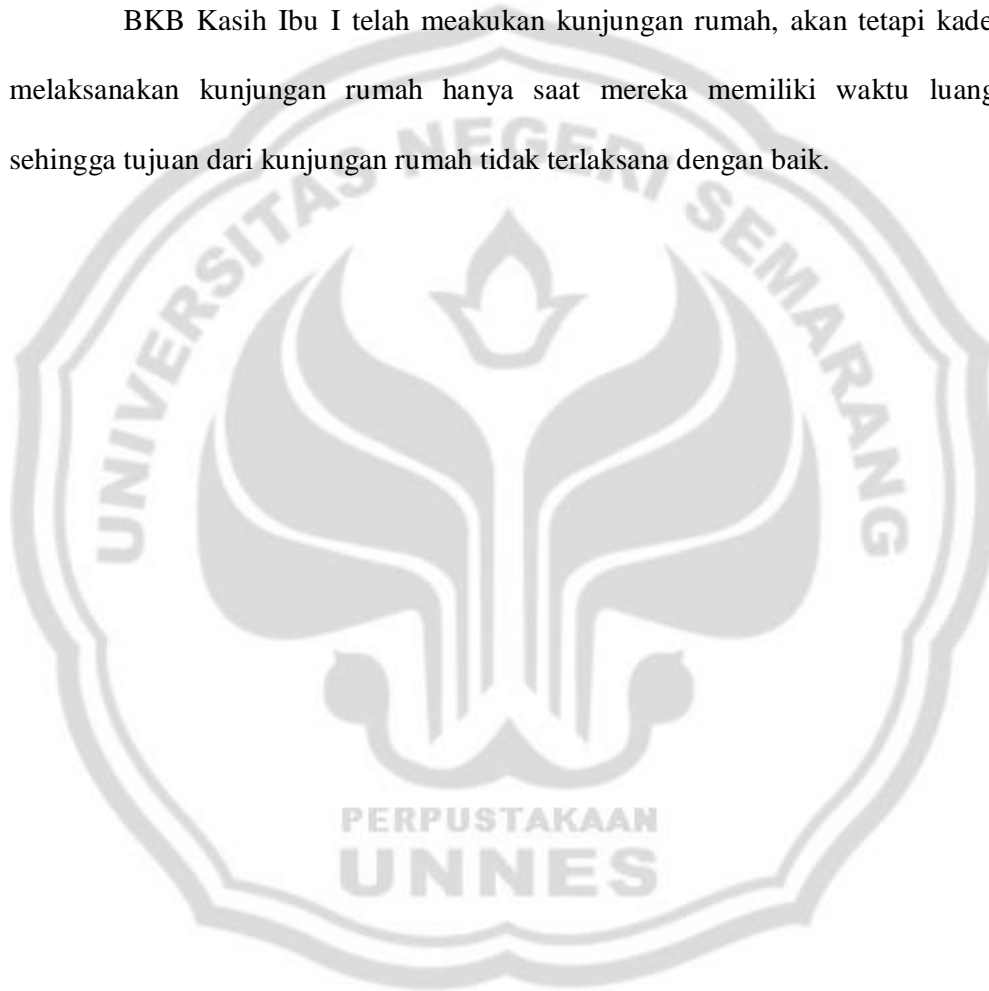 BKB Kasih Ibu I telah meakukan kunjungan rumah, akan tetapi kade
melaksanakan kunjungan rumah hanya saat mereka memiliki waktu luang
sehingga tujuan dari kunjungan rumah tidak terlaksana dengan baik.
UNIVERSITAS NEGERI SEMARANG
PERPUSTAKAAN
UNNES